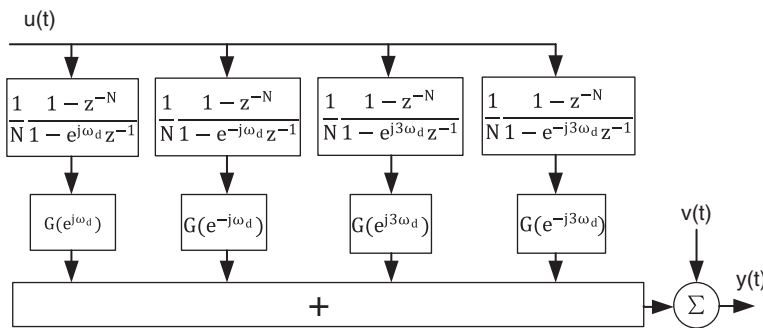 u(t)
1/N (1 − z^{−N})/(1 − e^{jω_d}z^{−1})
1/N (1 − z^{−N})/(1 − e^{−jω_d}z^{−1})
1/N (1 − z^{−N})/(1 − e^{j3ω_d}z^{−1})
1/N (1 − z^{−N})/(1 − e^{−j3ω_d}z^{−1})
G(e^{jω_d})
G(e^{−jω_d})
G(e^{j3ω_d})
G(e^{−j3ω_d})
v(t)
+
Σ
y(t)